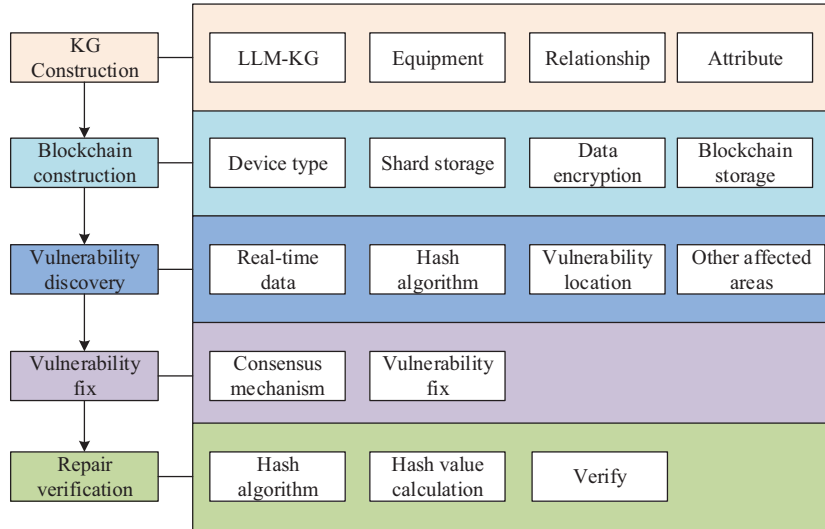 KG
Construction
LLM-KG
Equipment
Relationship
Attribute
Blockchain
construction
Device type
Shard storage
Data
encryption
Blockchain
storage
Vulnerability
discovery
Real-time
data
Hash
algorithm
Vulnerability
location
Other affected
areas
Vulnerability
fix
Consensus
mechanism
Vulnerability
fix
Repair
verification
Hash
algorithm
Hash value
calculation
Verify